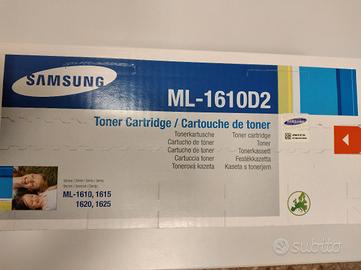 SAMSUNG
ML-1610D2
Toner Cartridge / Cartouche de toner
Tonerkartusche
Cartucho de toner
Cartucho de toner
Cartuccia toner
Tonerová kazeta
Toner cartridge
Toner
Tonerkassett
Festékkazetta
Kaseta s tonerjem
ML-1610, 1615
1620, 1625
subito